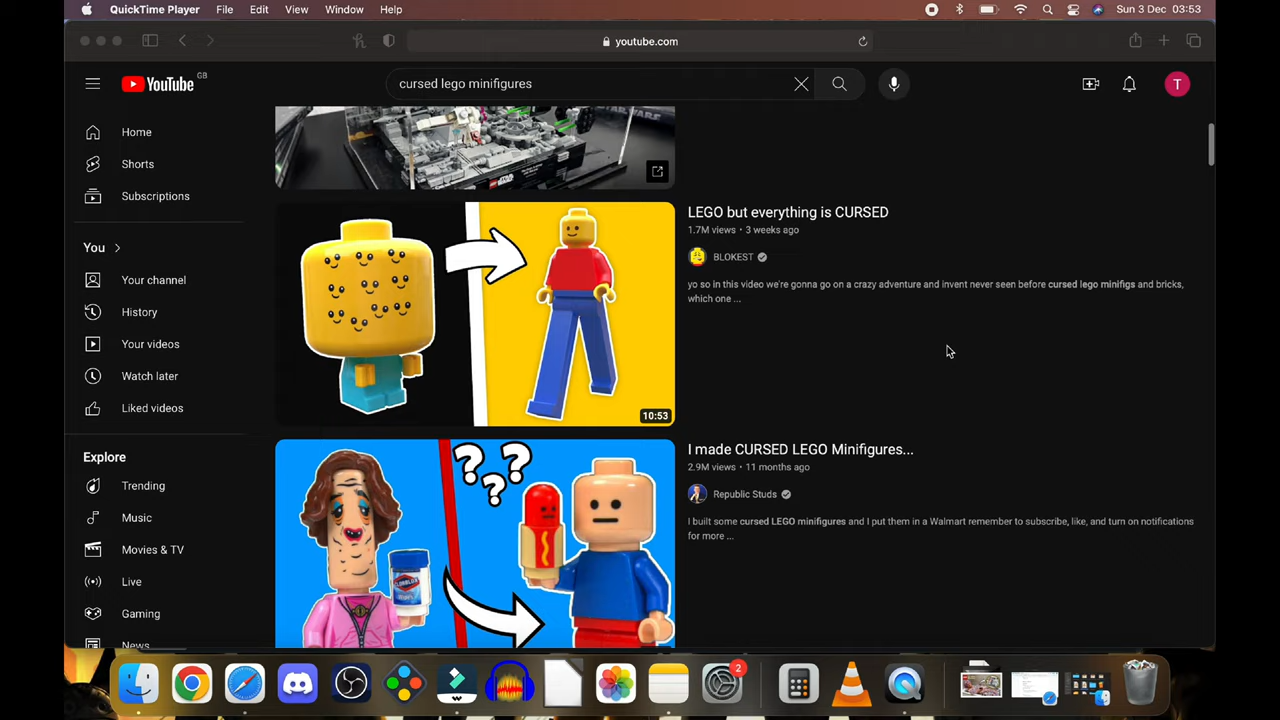 QuickTime Player File Edit View Window Help Sun 3 Dec 03:53
youtube.com
YouTube GB
cursed lego minifigures
T
Home
Shorts
Subscriptions
You
Your channel
History
Your videos
Watch later
Liked videos
Explore
Trending
Music
Movies & TV
Live
Gaming
News
LEGO but everything is CURSED
1.7M views • 3 weeks ago
BLOKEST
yo so in this video we're gonna go on a crazy adventure and invent never seen before cursed lego minifigs and bricks,
which one ...
10:53
I made CURSED LEGO Minifigures...
2.9M views • 11 months ago
Republic Studs
I built some cursed LEGO minifigures and I put them in a Walmart remember to subscribe, like, and turn on notifications
for more ...
???
2